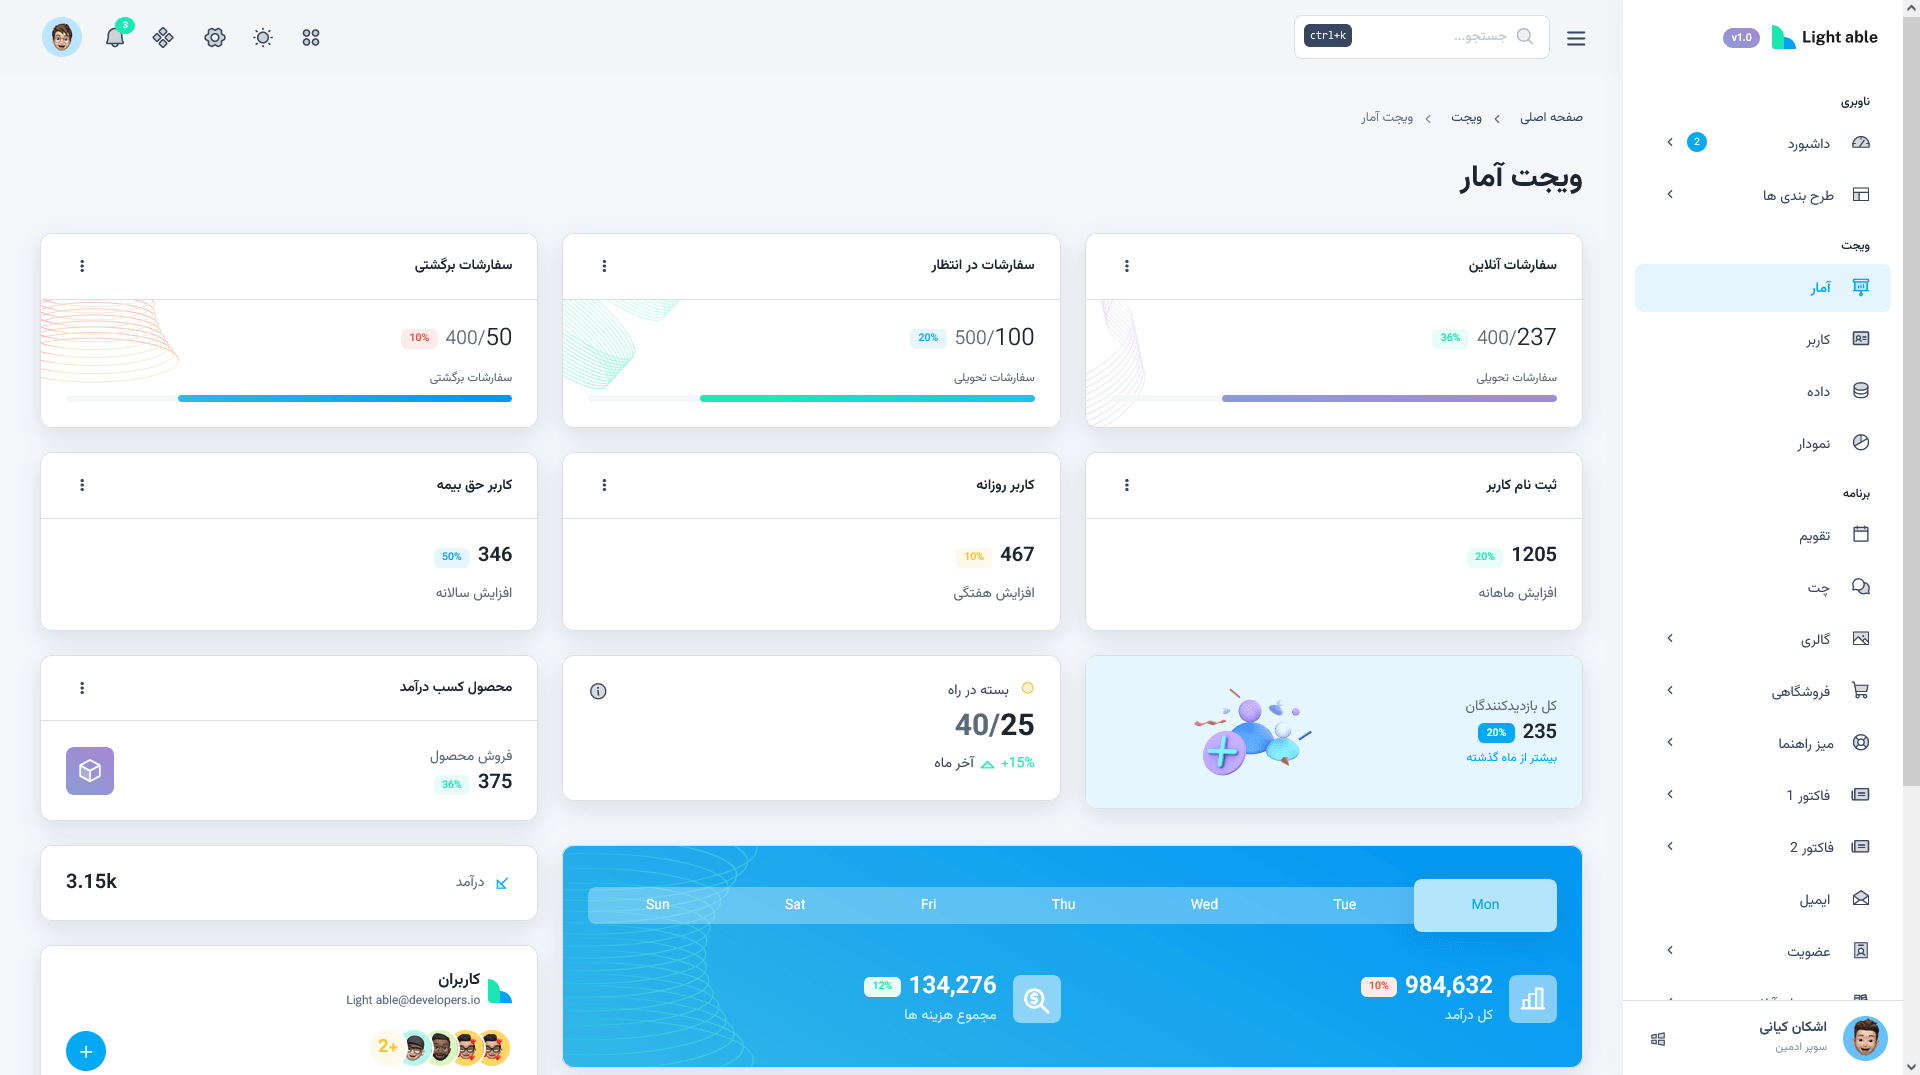 Light able
v1.0
ناوبری
داشبورد
2
طرح بندی ها
ویجت
آمار
کاربر
داده
نمودار
برنامه
تقویم
چت
گالری
فروشگاهی
میز راهنما
فاکتور 1
فاکتور 2
ایمیل
عضویت
اشکان کیانی
سوپر ادمین
جستجو...
ctrl+k
3
صفحه اصلی
ویجت
ویجت آمار
ویجت آمار
سفارشات آنلاین
237/400
36%
سفارشات تحویلی
سفارشات در انتظار
100/500
20%
سفارشات تحویلی
سفارشات برگشتی
50/400
10%
سفارشات برگشتی
ثبت نام کاربر
1205
20%
افزایش ماهانه
کاربر روزانه
467
10%
افزایش هفتگی
کاربر حق بیمه
346
50%
افزایش سالانه
کل بازدیدکنندگان
235
20%
بیشتر از ماه گذشته
بسته در راه
25/40
+15%
آخر ماه
محصول کسب درآمد
فروش محصول
375
36%
Mon
Tue
Wed
Thu
Fri
Sat
Sun
984,632
10%
کل درآمد
134,276
12%
مجموع هزینه ها
درآمد
3.15k
کاربران
Light able@developers.io
2+